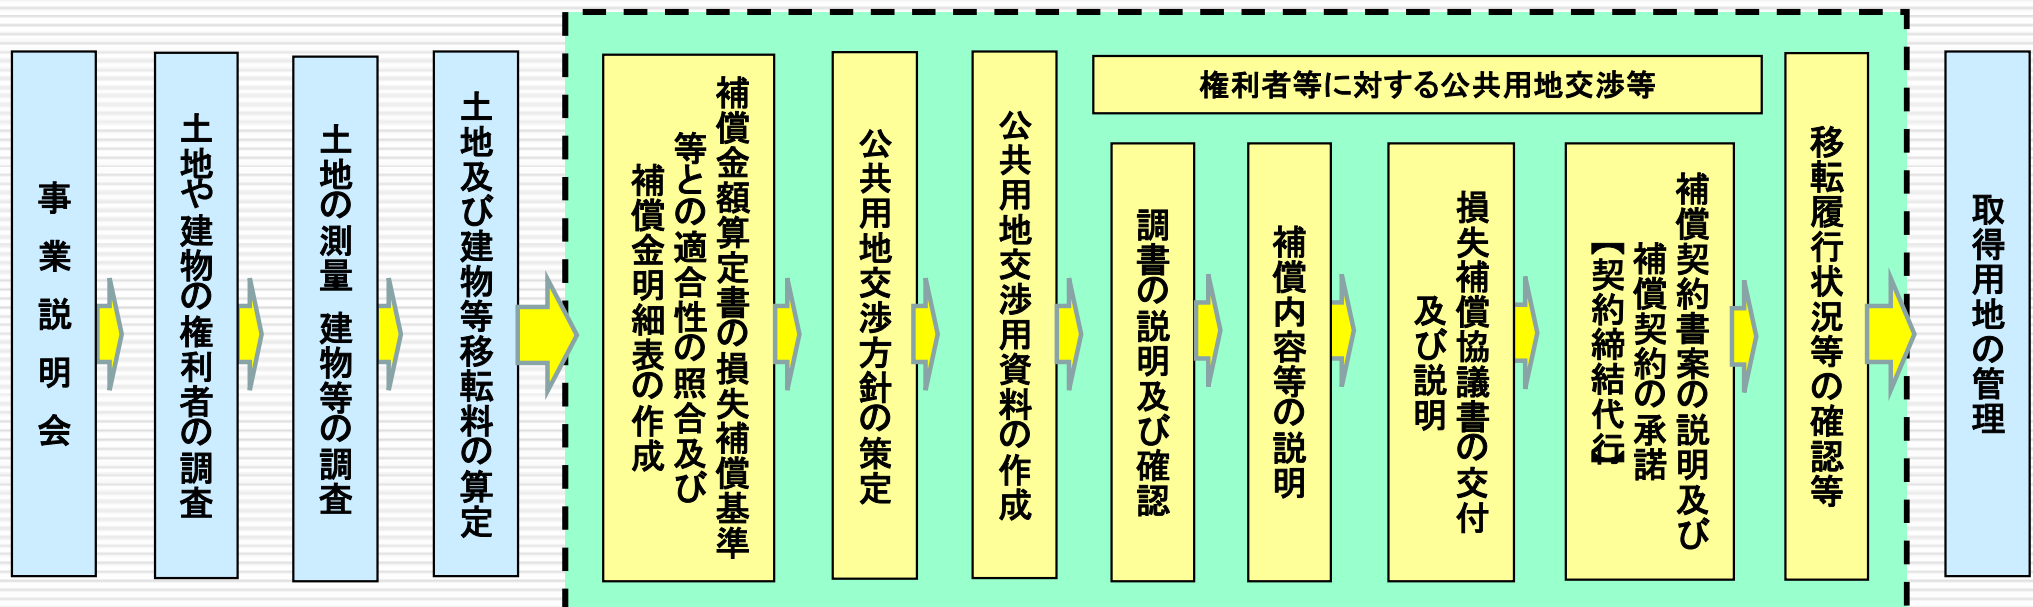 事業説明会
土地や建物の権利者の調査
土地の測量 建物等の調査
土地及び建物等移転料の算定
補償金額算定書の損失補償基準
等との適合性の照合及び
補償金明細表の作成
公共用地交渉方針の策定
公共用地交渉用資料の作成
権利者等に対する公共用地交渉等
調書の説明及び確認
補償内容等の説明
損失補償協議書の交付
及び説明
補償契約書案の説明及び
補償契約の承諾
【契約締結代行】
移転履行状況等の確認等
取得用地の管理